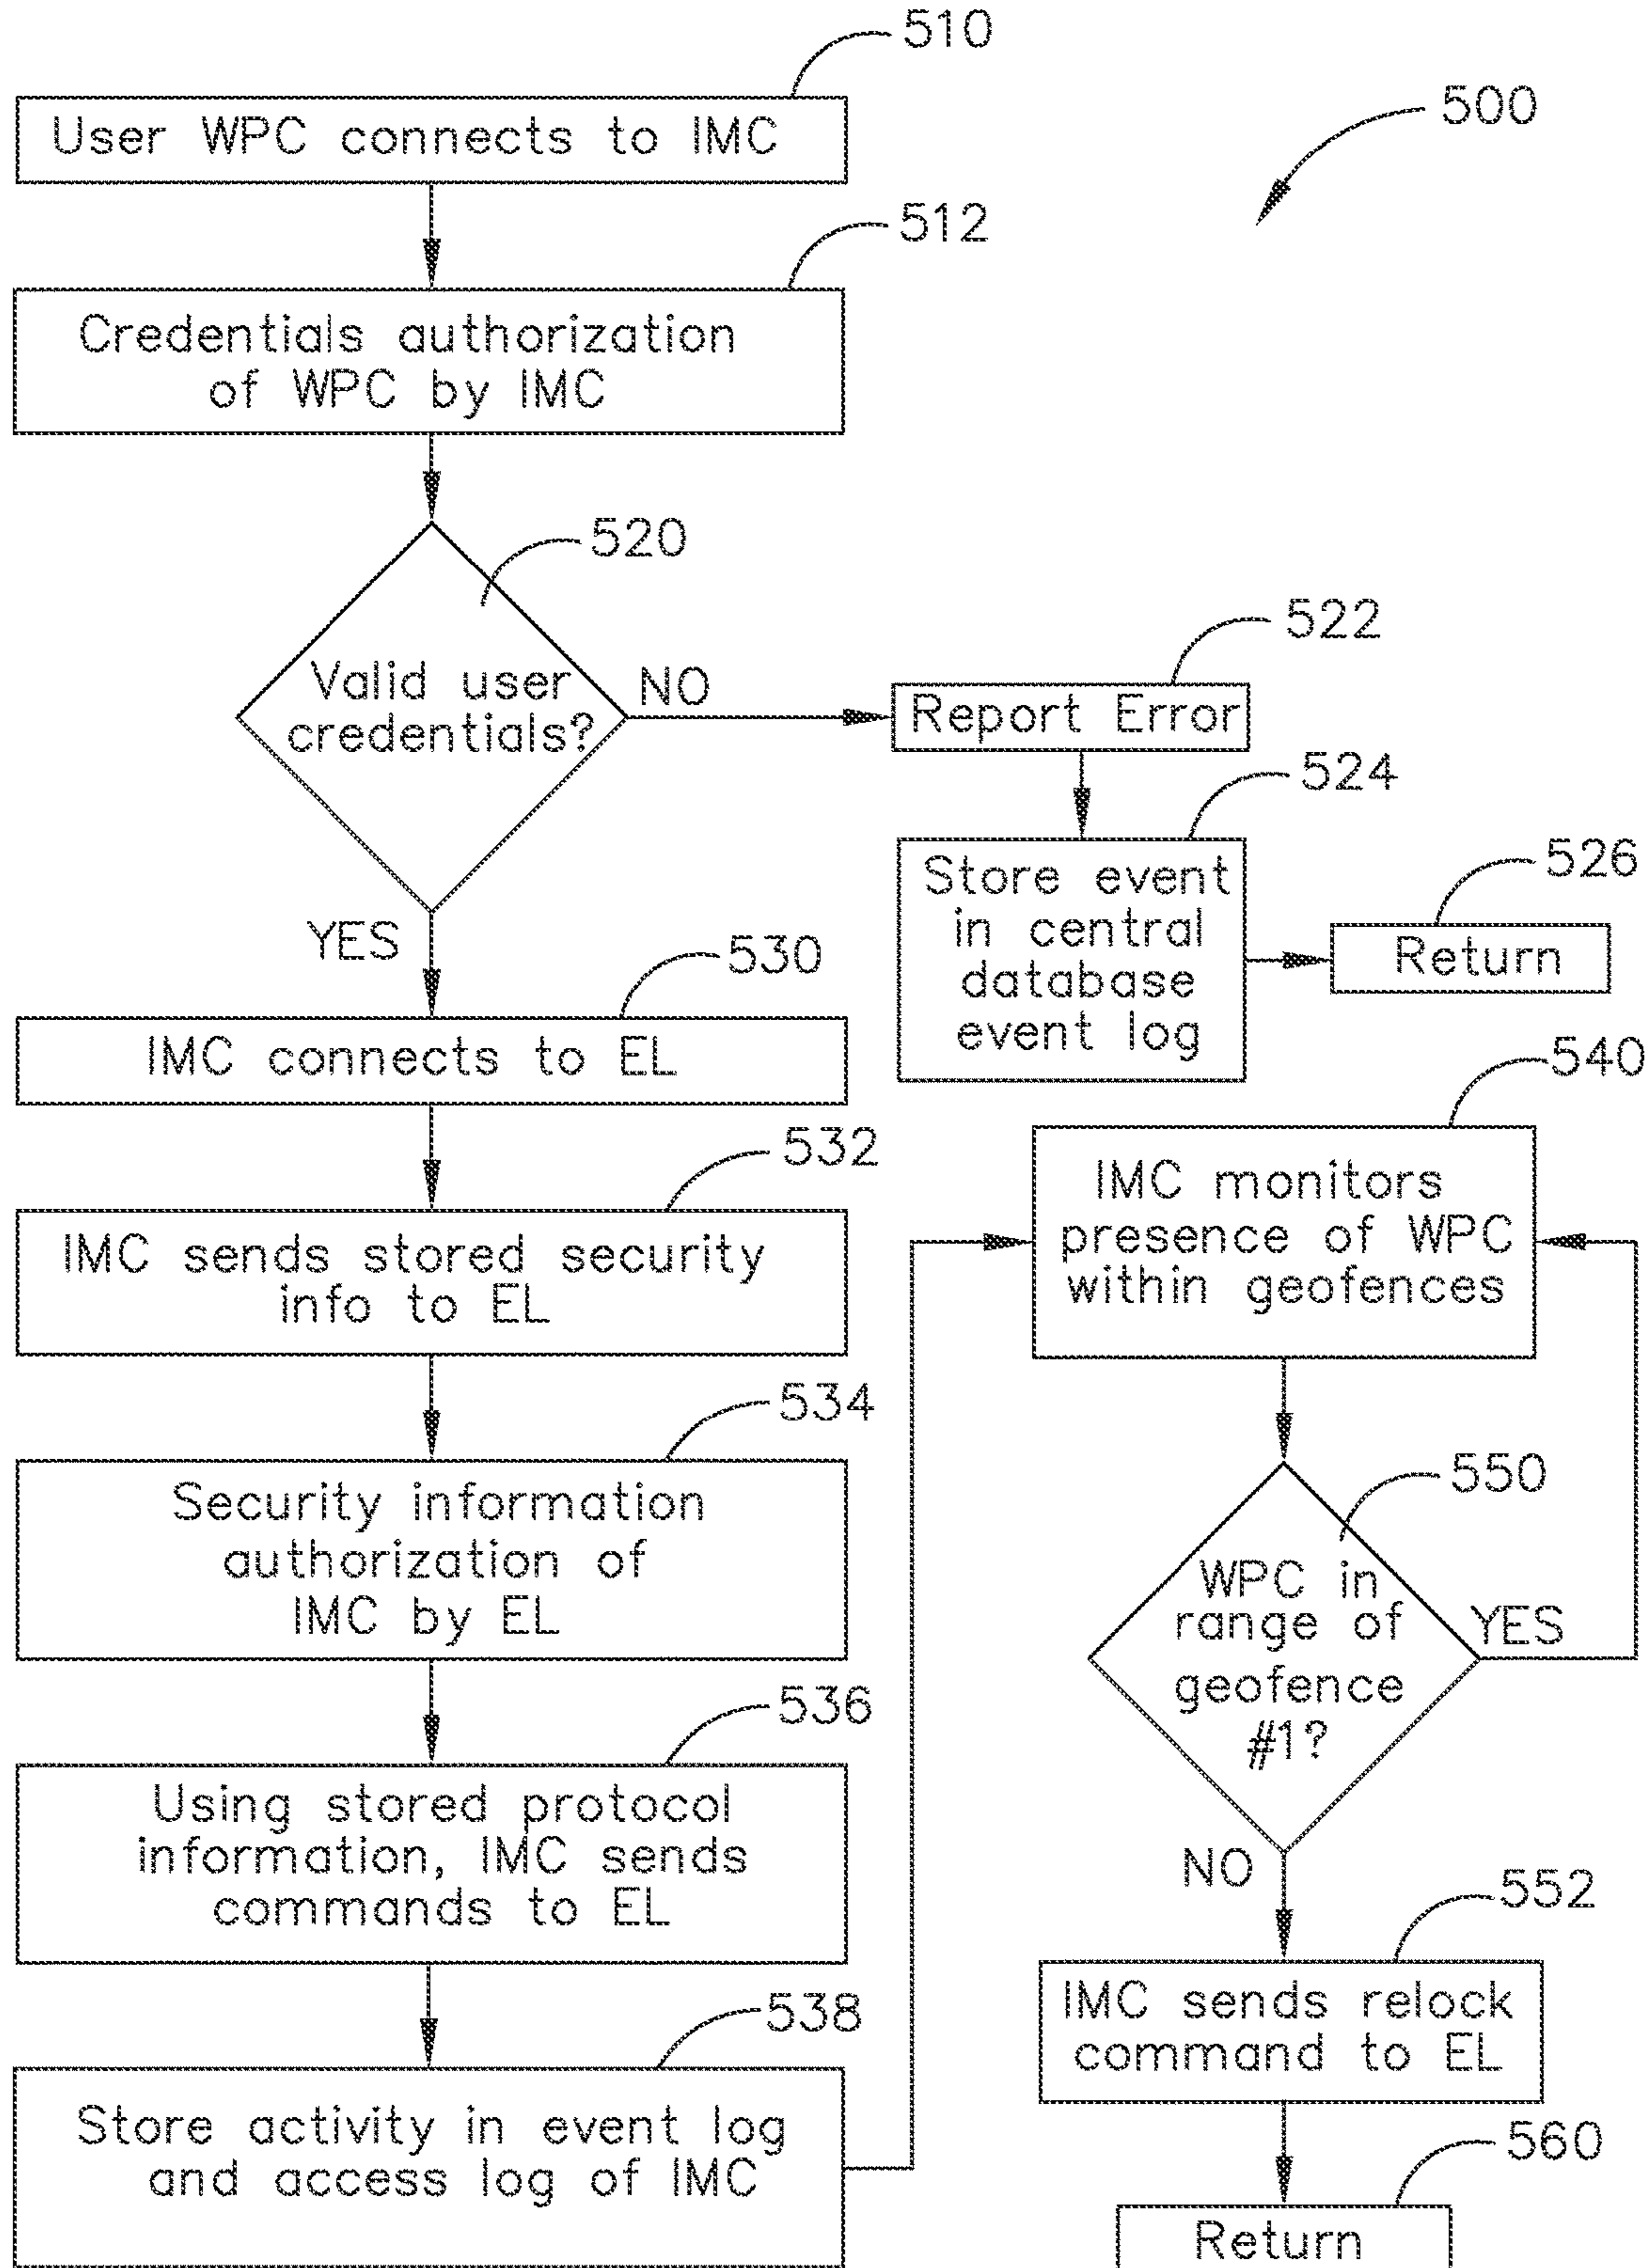 510
User WPC connects to IMC
500
512
Credentials authorization
of WPC by IMC
520
Valid user
credentials?
NO
522
Report Error
524
Store event
in central
database
event log
526
Return
YES
530
IMC connects to EL
532
IMC sends stored security
info to EL
534
Security information
authorization of
IMC by EL
536
Using stored protocol
information, IMC sends
commands to EL
538
Store activity in event log
and access log of IMC
540
IMC monitors
presence of WPC
within geofences
550
WPC in
range of
geofence
#1?
YES
NO
552
IMC sends relock
command to EL
560
Return